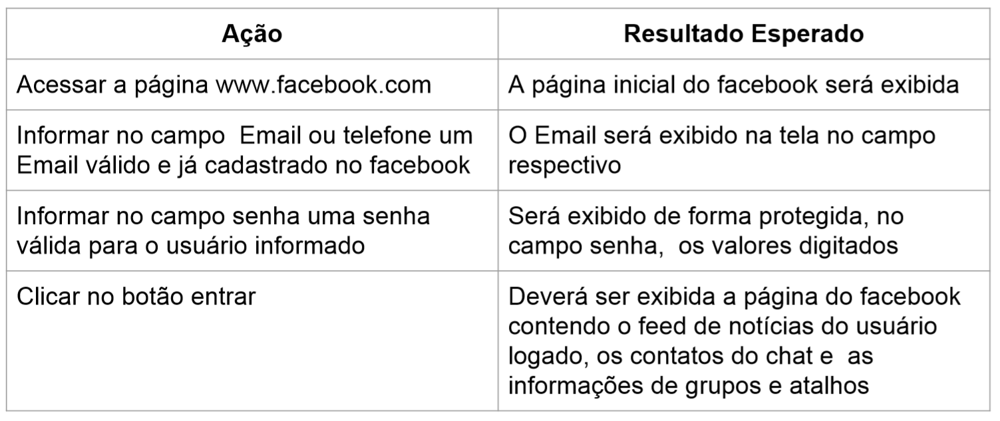 Ação
Resultado Esperado
Acessar a página www.facebook.com
A página inicial do facebook será exibida
Informar no campo  Email ou telefone um
Email válido e já cadastrado no facebook
O Email será exibido na tela no campo
respectivo
Informar no campo senha uma senha
válida para o usuário informado
Será exibido de forma protegida, no
campo senha,  os valores digitados
Clicar no botão entrar
Deverá ser exibida a página do facebook
contendo o feed de notícias do usuário
logado, os contatos do chat e  as
informações de grupos e atalhos